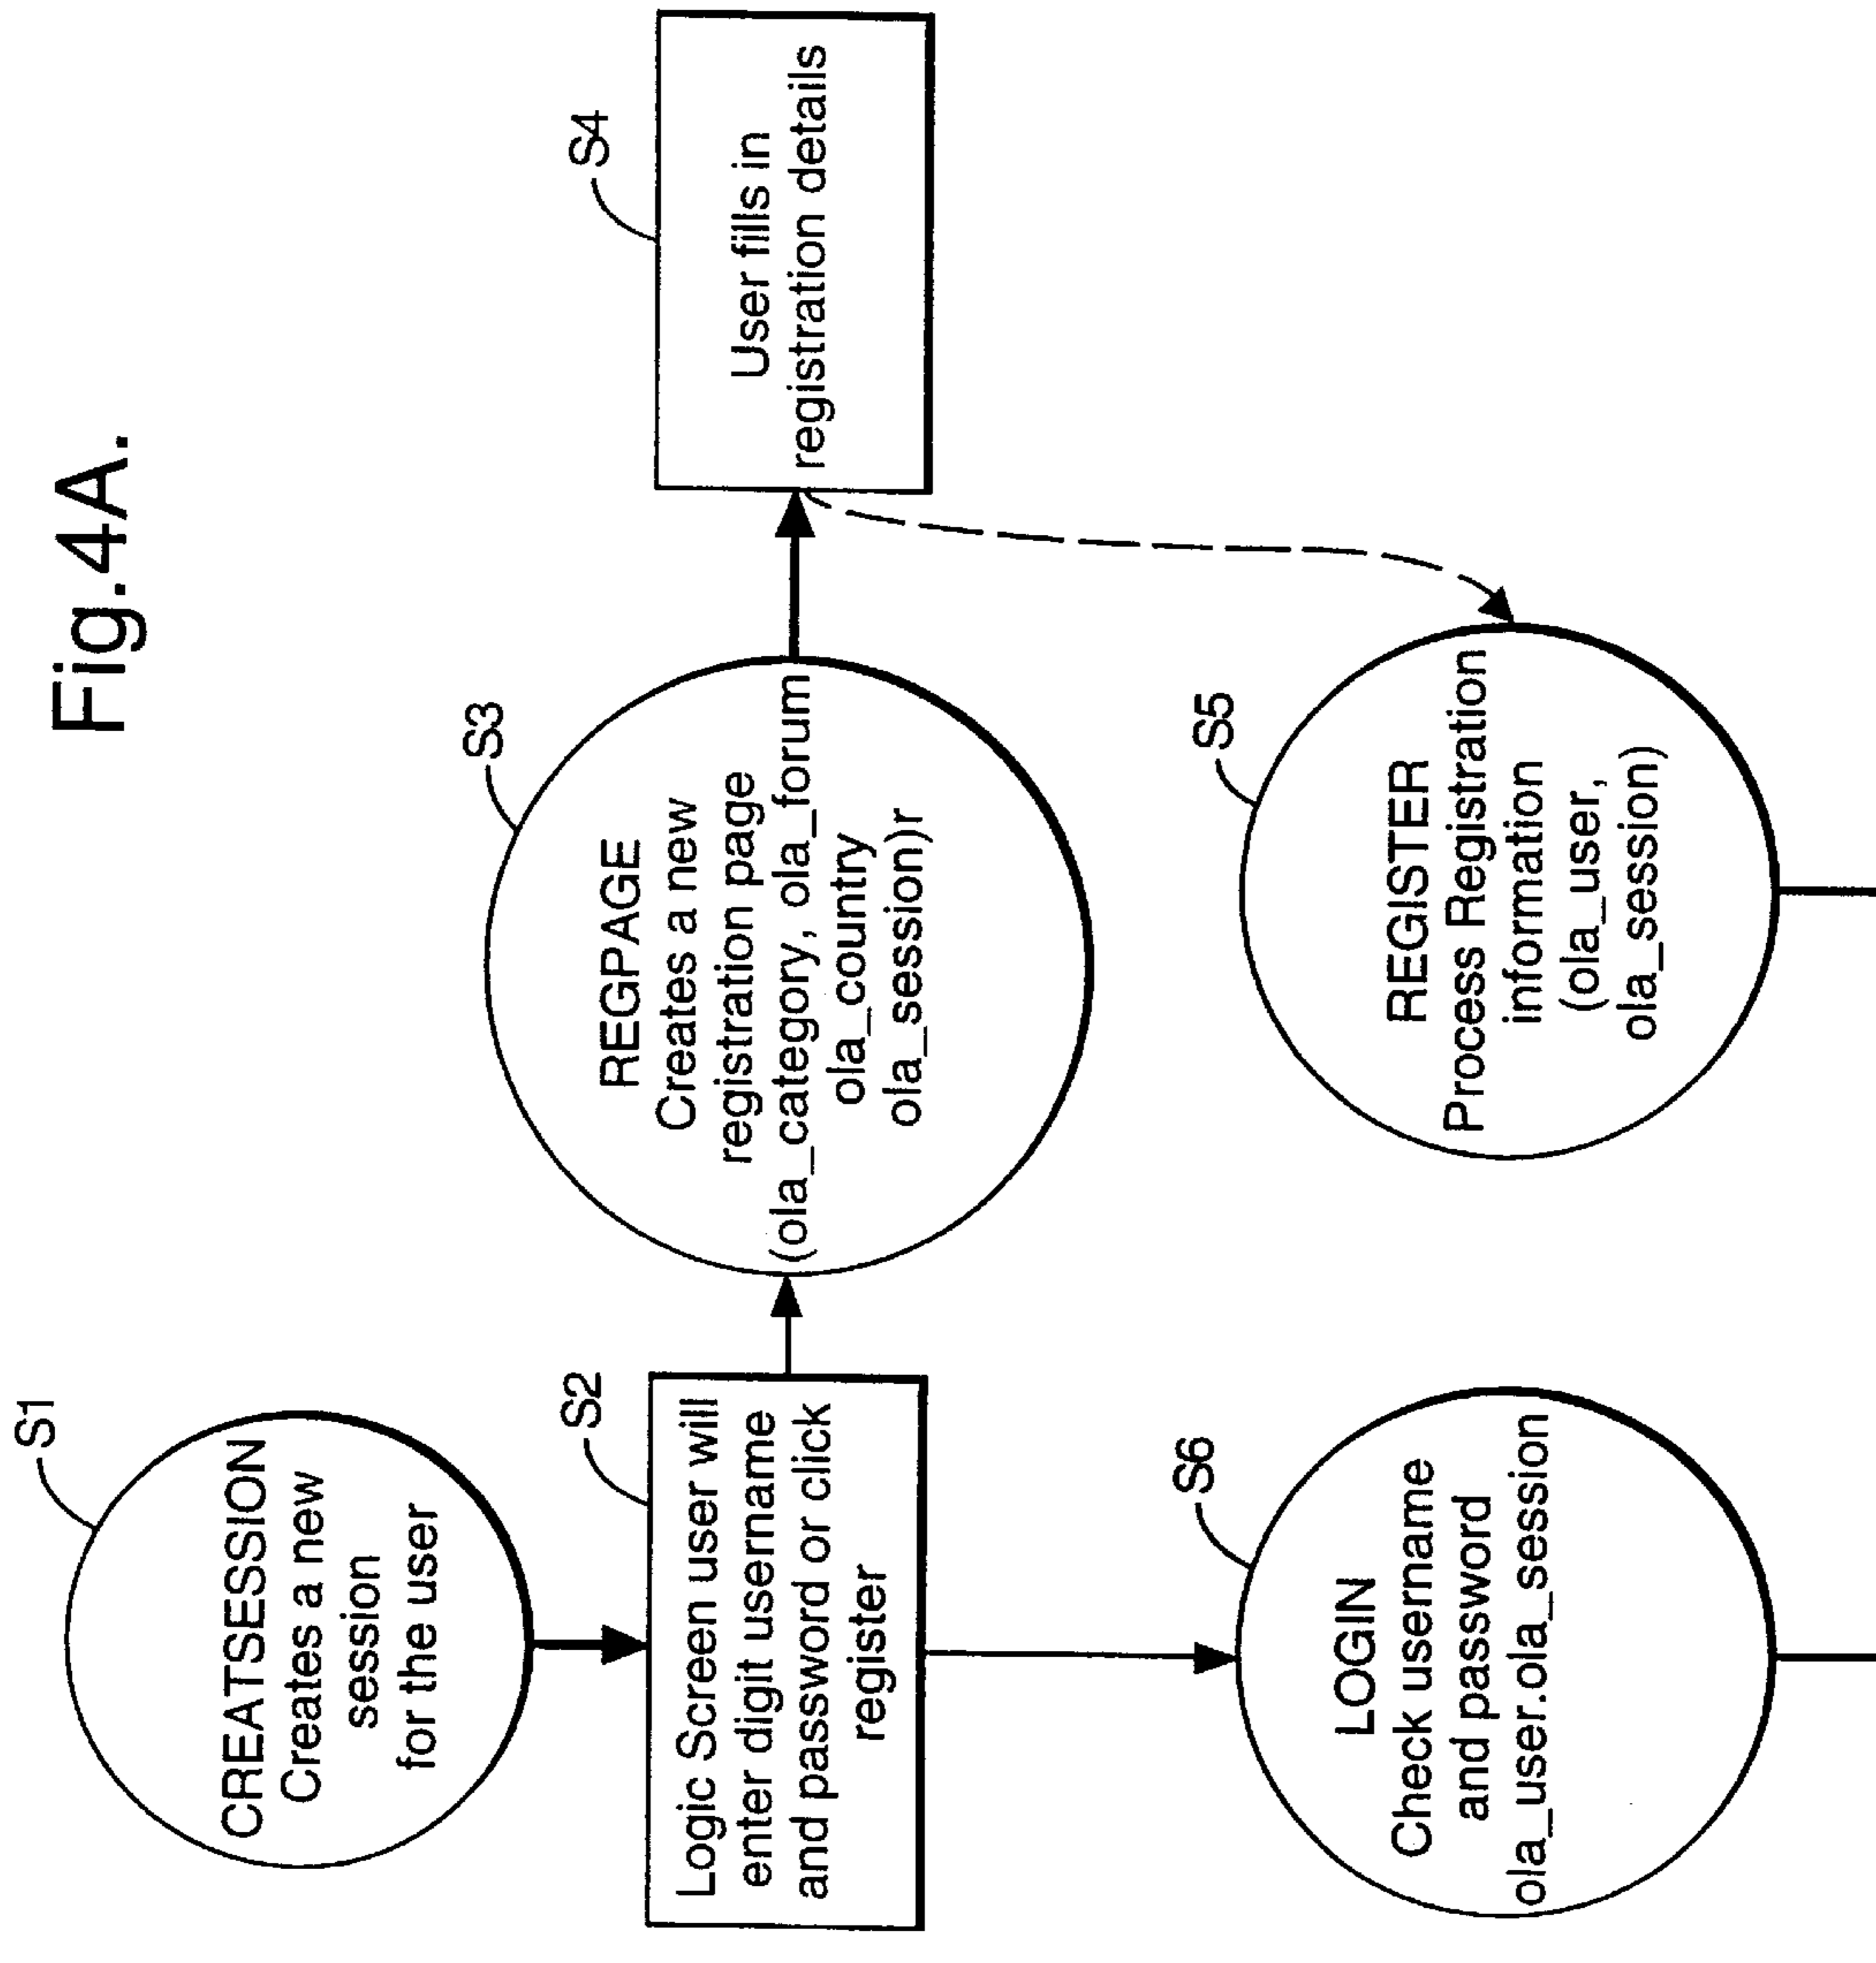 Fig.4A.
S1
CREATSESSION
Creates a new
session
for the user
S2
Logic Screen user will
enter digit username
and password or click
register
S3
REGPAGE
Creates a new
registration page
(ola_category, ola_forum
ola_country
ola_session)r
S4
User fills in
registration details
S5
REGISTER
Process Registration
information
(ola_user,
ola_session)
S6
LOGIN
Check username
and password
ola_user.ola_session